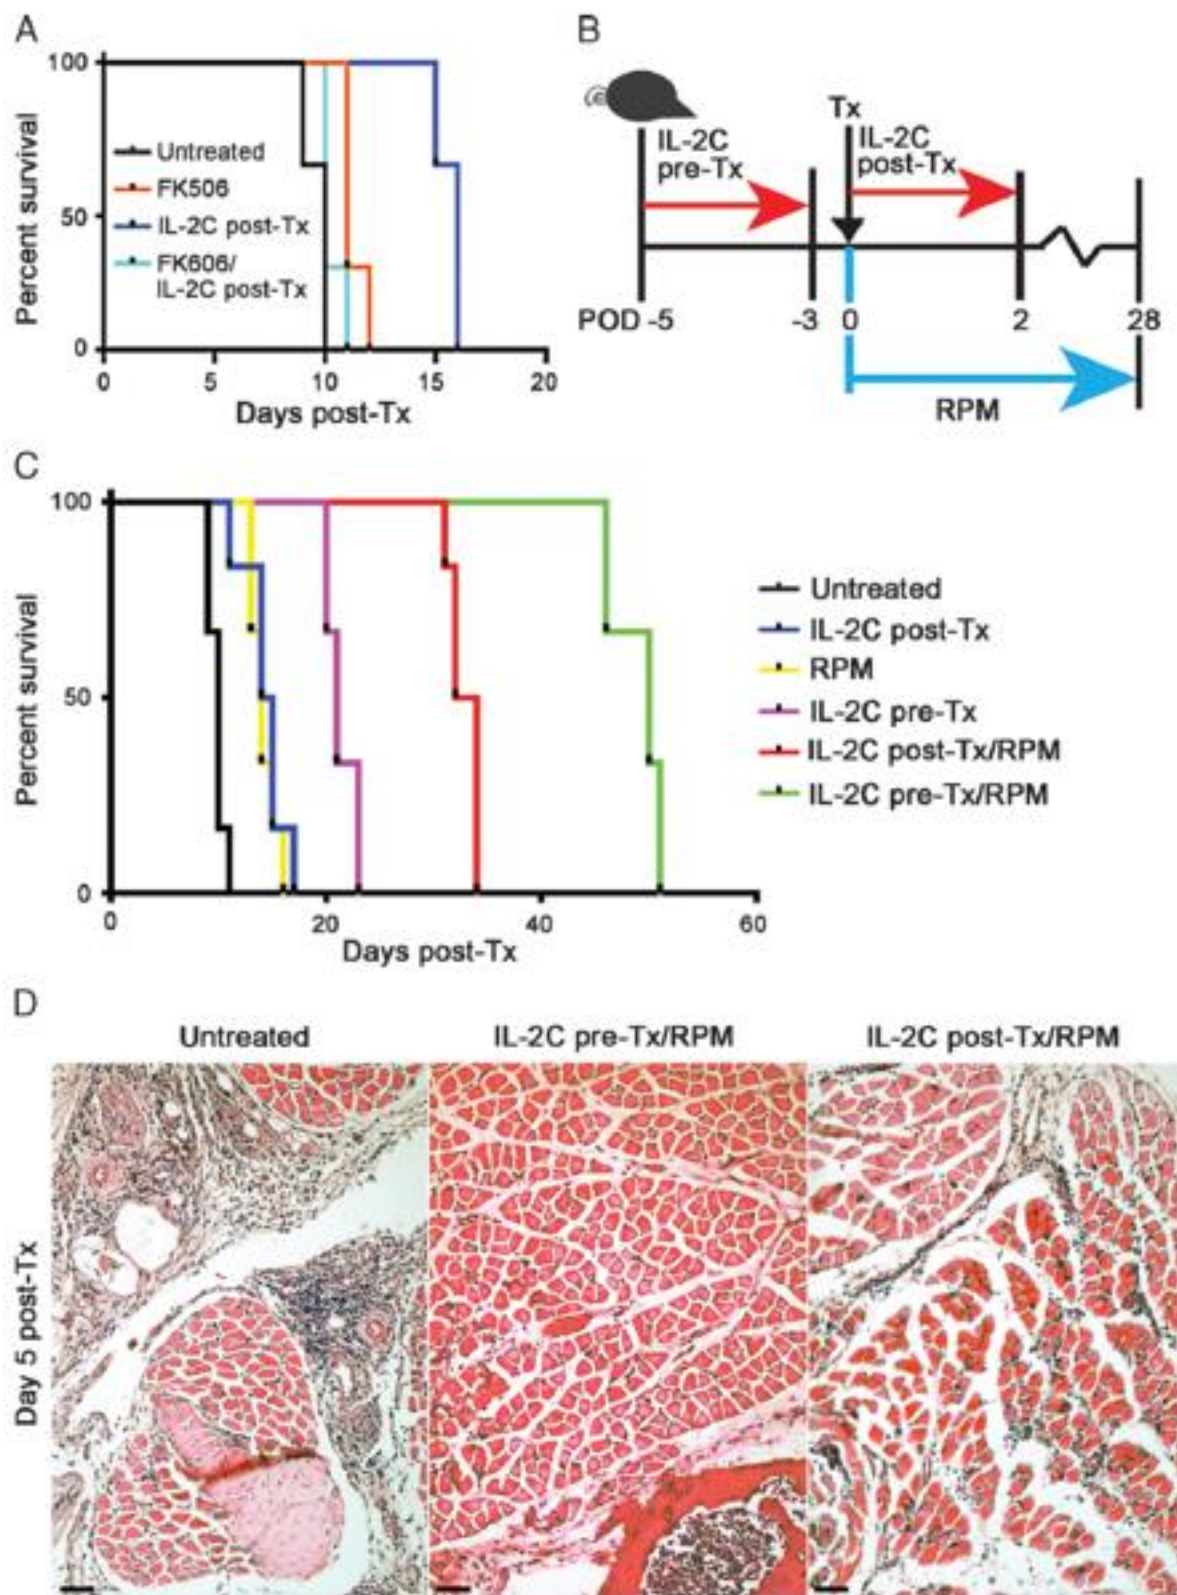 A
100
50
0
Percent survival
Untreated
FK506
IL-2C post-Tx
FK606/
IL-2C post-Tx
0 5 10 15 20
Days post-Tx
B
Tx
IL-2C
pre-Tx
IL-2C
post-Tx
POD -5 -3 0 2 28
RPM
C
100
50
0
Percent survival
0 20 40 60
Days post-Tx
Untreated
IL-2C post-Tx
RPM
IL-2C pre-Tx
IL-2C post-Tx/RPM
IL-2C pre-Tx/RPM
D
Untreated IL-2C pre-Tx/RPM IL-2C post-Tx/RPM
Day 5 post-Tx